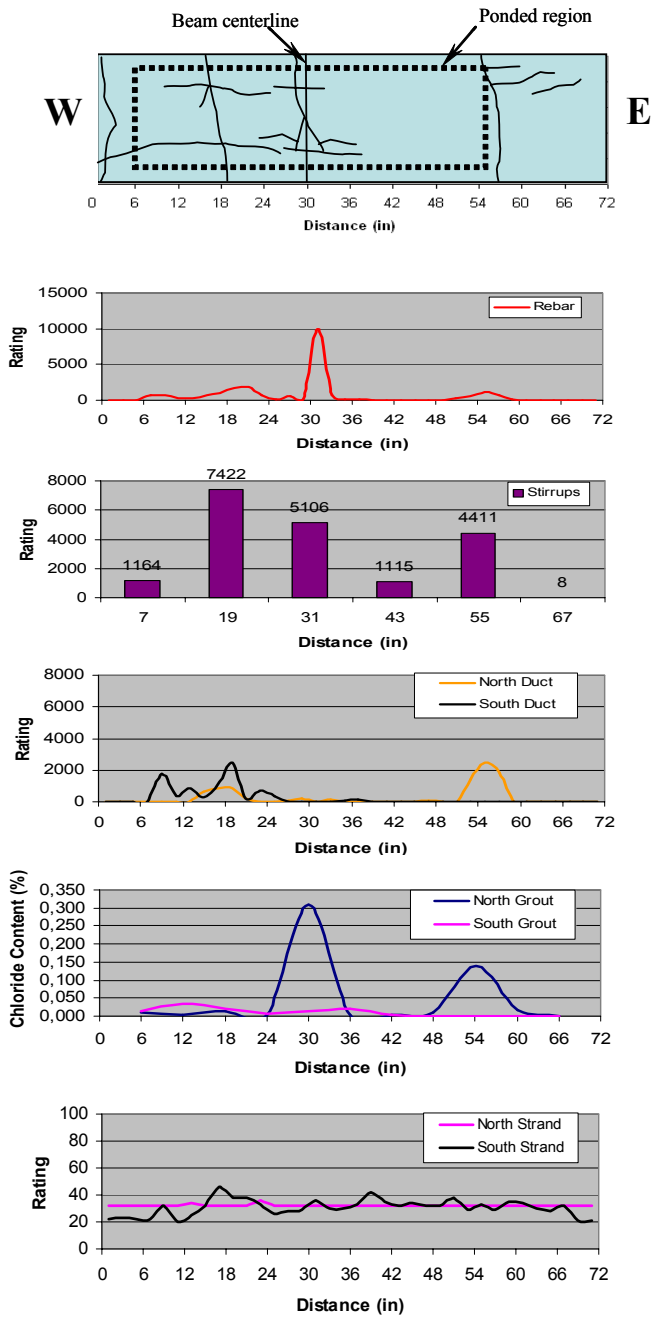 Beam centerline Ponded region
W E
0 6 12 18 24 30 36 42 48 54 60 66 72
Distance (in)
15000
10000
5000
0
Rating
Rebar
0 6 12 18 24 30 36 42 48 54 60 66 72
Distance (in)
8000
6000
4000
2000
0
Rating
Stirrups
1164 7422 5106 1115 4411 8
7 19 31 43 55 67
Distance (in)
8000
6000
4000
2000
0
Rating
North Duct
South Duct
0 6 12 18 24 30 36 42 48 54 60 66 72
Distance (in)
0,350
0,300
0,250
0,200
0,150
0,100
0,050
0,000
Chloride Content (%)
North Grout
South Grout
0 6 12 18 24 30 36 42 48 54 60 66 72
Distance (in)
100
80
60
40
20
0
Rating
North Strand
South Strand
0 6 12 18 24 30 36 42 48 54 60 66 72
Distance (in)